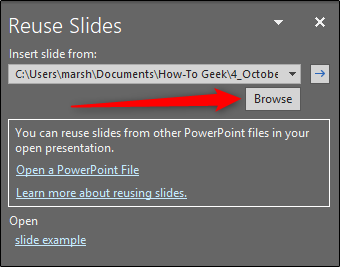 Reuse Slides
Insert slide from:
C:\Users\marsh\Documents\How-To Geek\4_Octobe
Browse
You can reuse slides from other PowerPoint files in your
open presentation.
Open a PowerPoint File
Learn more about reusing slides.
Open
slide example